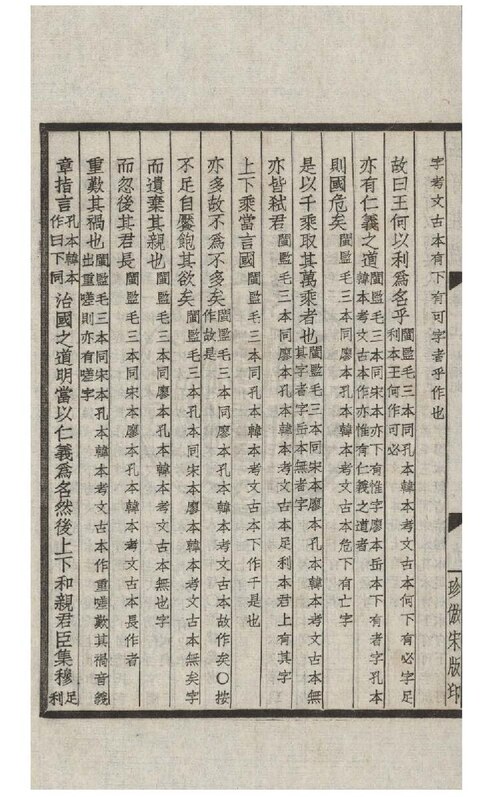 字考文古本有下有可字者乎作也
故曰王何以利爲名乎閩監毛三本同孔本韓本考文古本何下有必字足利本王何作可必
亦有仁義之道閩監毛三本同宋本亦下有惟字廖本岳本下有者字孔本韓本考文古本作亦惟有仁義之道者
則國危矣閩監毛三本同廖本孔本韓本考文古本危下有亡字
是以千乘取其萬乘者也閩監毛三本同宋本廖本孔本韓本考文古本無其字者字岳本無者字
亦皆弑君閩監毛三本同廖本孔本韓本考文古本足利本君上有其字
上下乘當言國閩監毛三本同廖本孔本韓本考文古本下作千是也
亦多故不爲不多矣閩監毛三本孔本同宋本廖本韓本考文古本故作矣○按作故是
不足自饜飽其欲矣閩監毛三本同廖本孔本韓本考文古本無矣字
而遺棄其親也閩監毛三本同廖本孔本韓本考文古本無也字
而忽後其君長閩監毛三本同宋本廖本孔本韓本考文古本長作者
重歎其禍也閩監毛三本同宋本孔本韓本考文古本作重嗟歎其禍音義出重嗟則亦有嗟字
章指言孔本韓本作曰下同治國之道明當以仁義爲名然後上下和親君臣集穆足利
珍倣宋版印